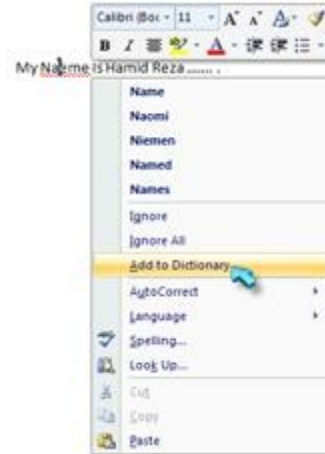 Calibri (Boc 11 A A A
B I A
My Naeme is Hamid Reza ...... .
Name
Naomi
Niemen
Named
Names
Ignore
Ignore All
Add to Dictionary
AutoCorrect
Language
Spelling...
Look Up...
Cut
Copy
Paste